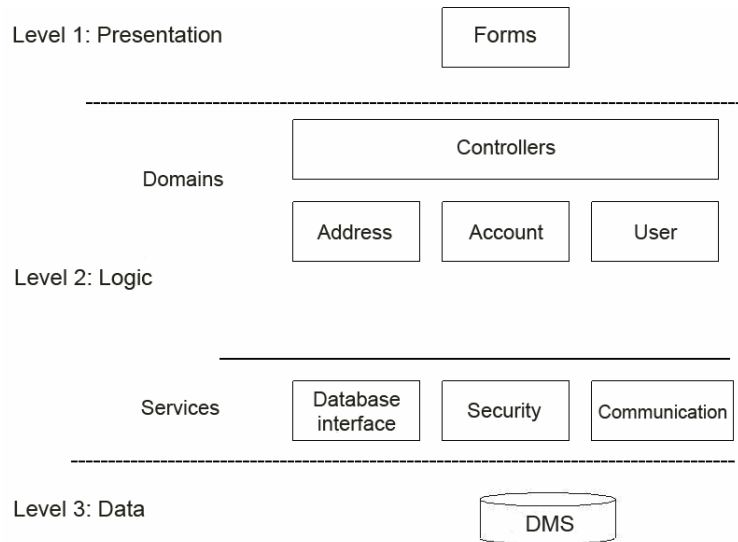 Level 1: Presentation
Forms
Controllers
Domains
Address
Account
User
Level 2: Logic
Services
Database
interface
Security
Communication
Level 3: Data
DMS